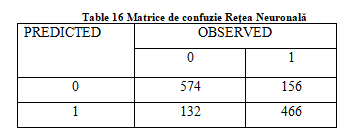 Table 16 Matrice de confuzie Rețea Neuronală
PREDICTED OBSERVED
0 1
0 574 156
1 132 466